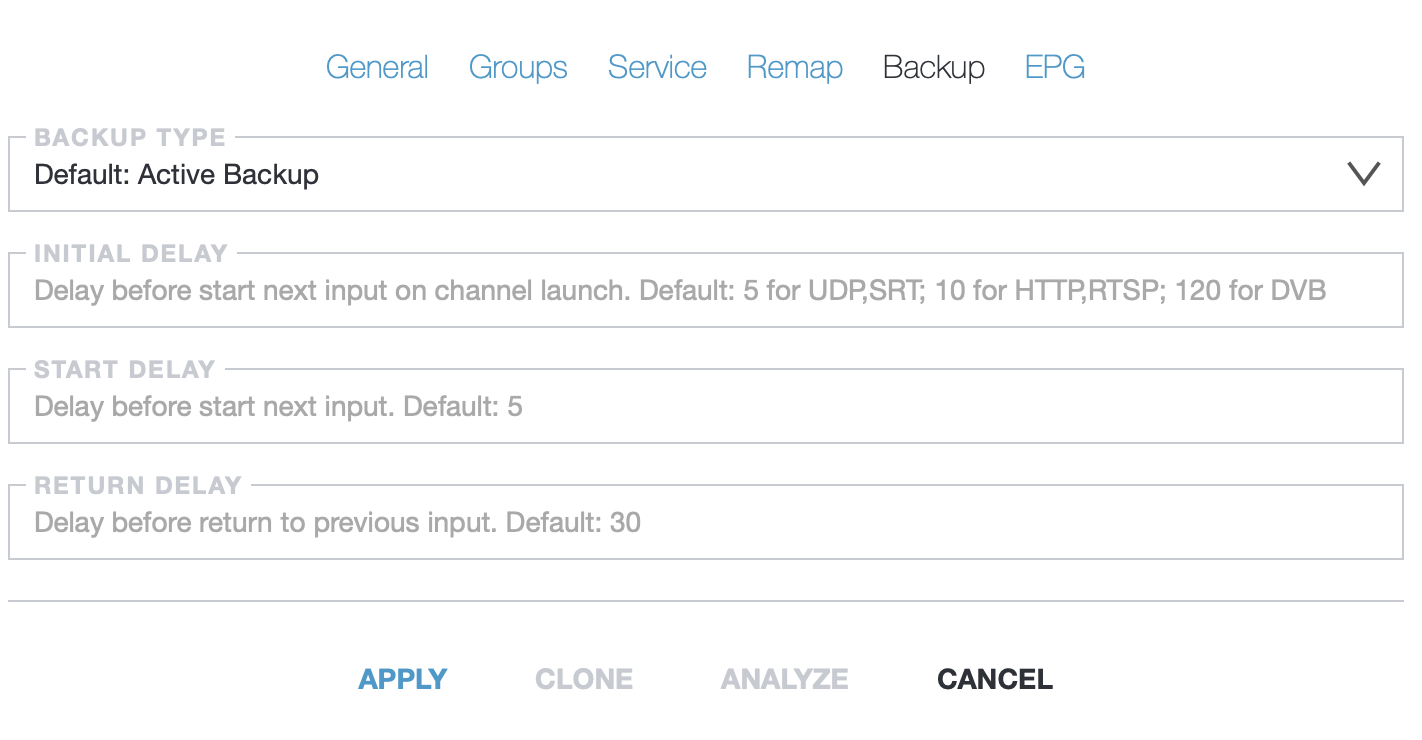 General Groups Service Remap Backup EPG
BACKUP TYPE
Default: Active Backup
INITIAL DELAY
Delay before start next input on channel launch. Default: 5 for UDP,SRT; 10 for HTTP,RTSP; 120 for DVB
START DELAY
Delay before start next input. Default: 5
RETURN DELAY
Delay before return to previous input. Default: 30
APPLY CLONE ANALYZE CANCEL